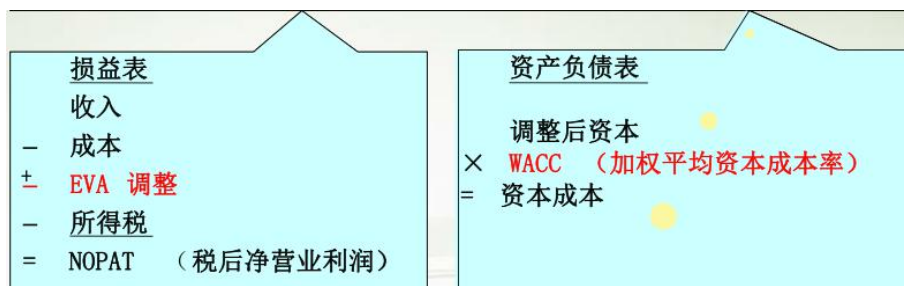 损益表
收入
— 成本
± EVA 调整
— 所得税
= NOPAT （税后净营业利润）
资产负债表
调整后资本
× WACC （加权平均资本成本率）
= 资本成本